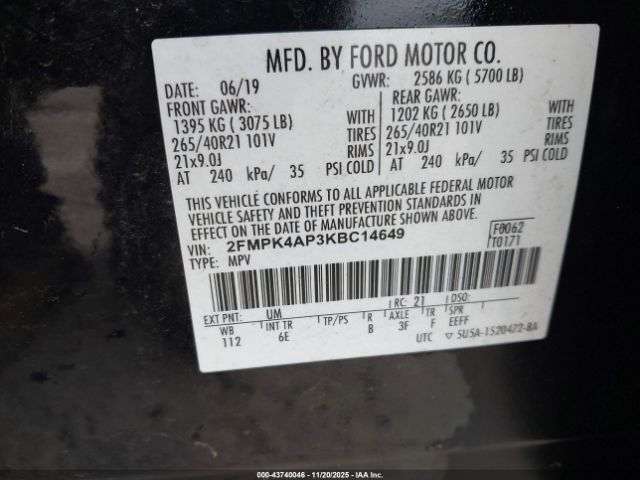 MFD. BY FORD MOTOR CO.
DATE: 06/19 GVWR: 2586 KG ( 5700 LB)
FRONT GAWR: REAR GAWR:
1395 KG ( 3075 LB) WITH 1202 KG ( 2650 LB) WITH
265/40R21 101V TIRES 265/40R21 101V TIRES
21x9.0J RIMS 21x9.0J RIMS
AT 240 kPa/ 35 PSI COLD AT 240 kPa/ 35 PSI COLD
THIS VEHICLE CONFORMS TO ALL APPLICABLE FEDERAL MOTOR
VEHICLE SAFETY AND THEFT PREVENTION STANDARDS IN
EFFECT ON THE DATE OF MANUFACTURE SHOWN ABOVE.
VIN: 2FMPK4AP3KBC14649 F0062
TYPE: MPV T0171
EXT PNT: UM RC: 21 DSO:
WB INT TR TP/PS R AXLE TR SPR
112 6E B 3F F EEFF
UTC ▽ 5U5A-1520472-BA
000-43740046 - 11/20/2025 - IAAI.com